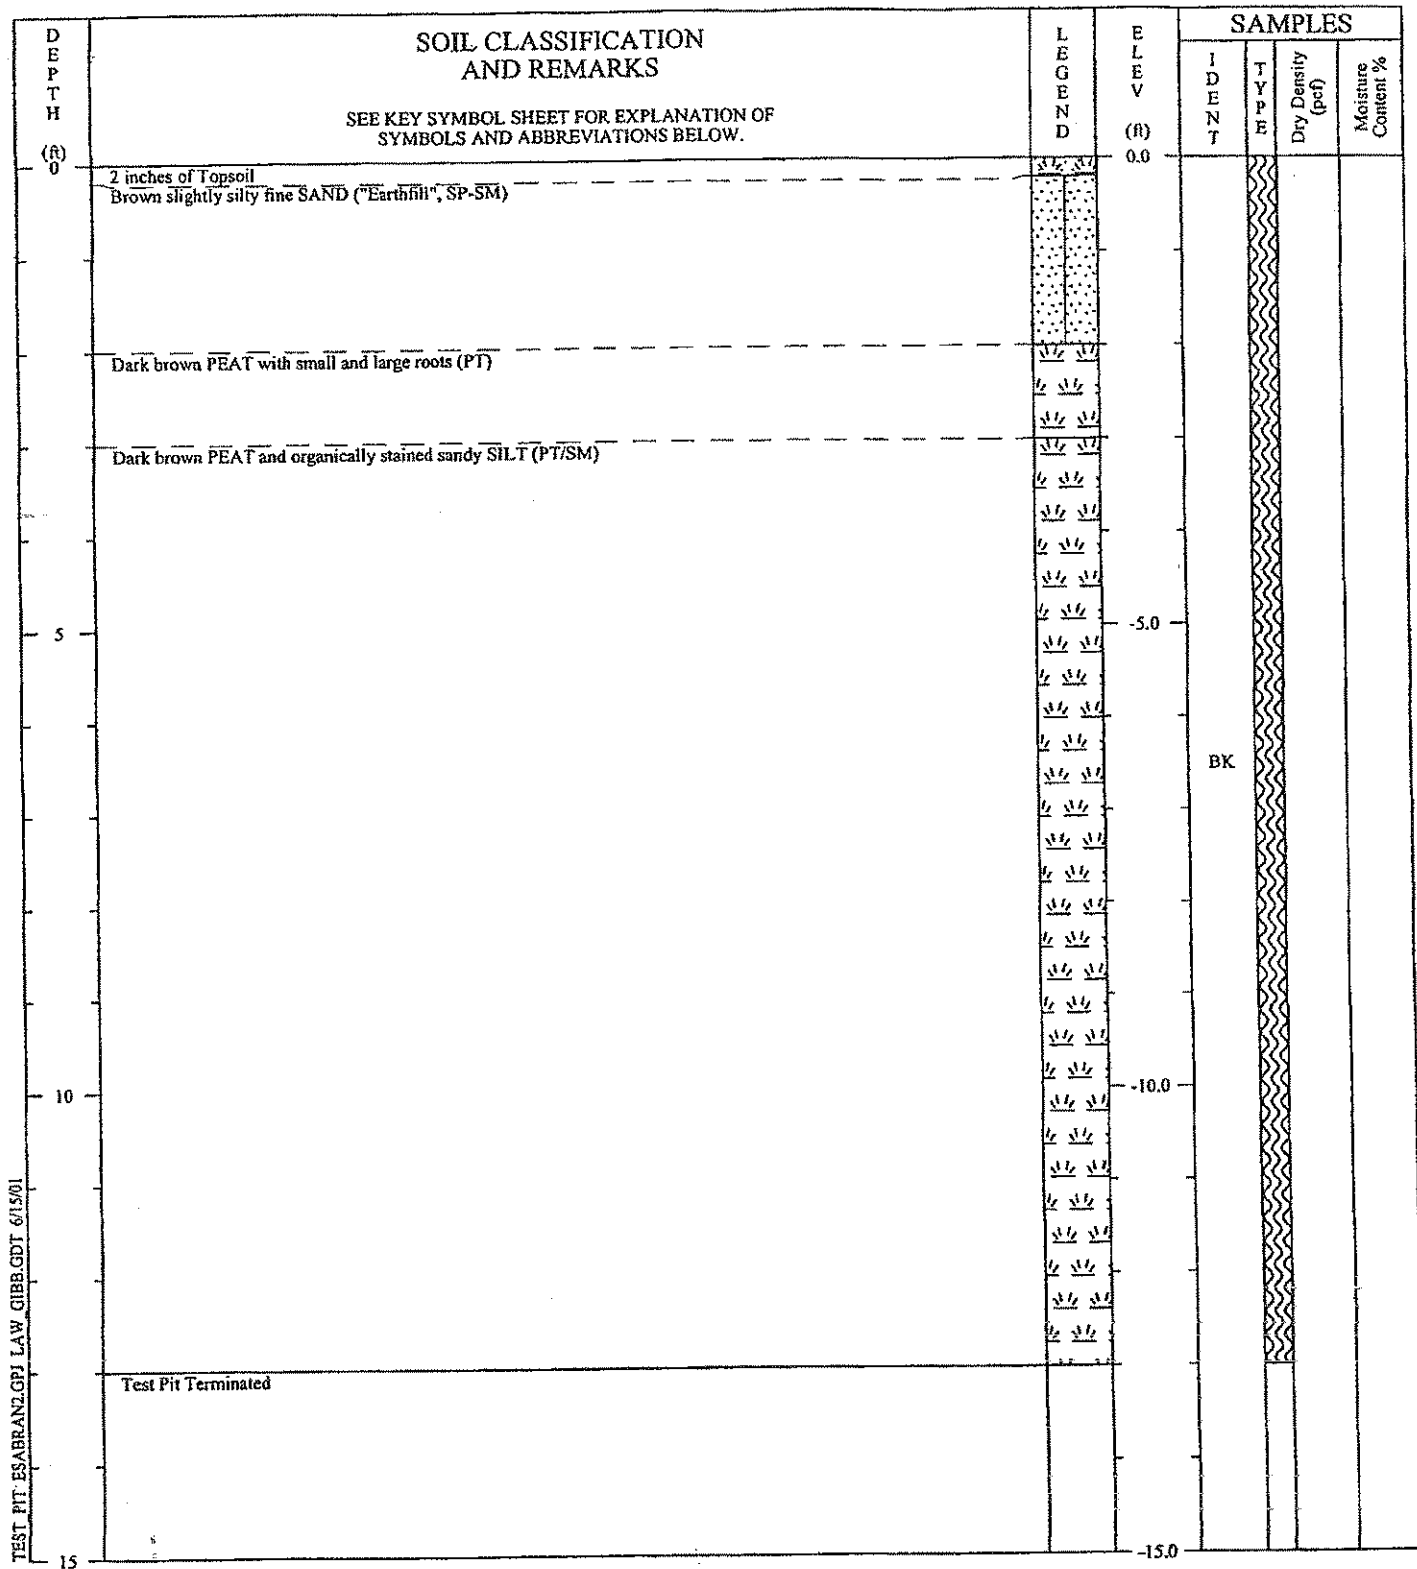 DEPTH (ft)
SOIL CLASSIFICATION
AND REMARKS
SEE KEY SYMBOL SHEET FOR EXPLANATION OF
SYMBOLS AND ABBREVIATIONS BELOW.
LEGEND
ELEV (ft)
SAMPLES
IDENT
TYPE
Dry Density
(pcf)
Moisture
Content %
0
0.0
2 inches of Topsoil
Brown slightly silty fine SAND ("Earthfill", SP-SM)
Dark brown PEAT with small and large roots (PT)
Dark brown PEAT and organically stained sandy SILT (PT/SM)
5
-5.0
BK
10
-10.0
Test Pit Terminated
15
-15.0
TEST PIT ESABRAN2.GPJ LAW_GIBB.GDT 6/15/01